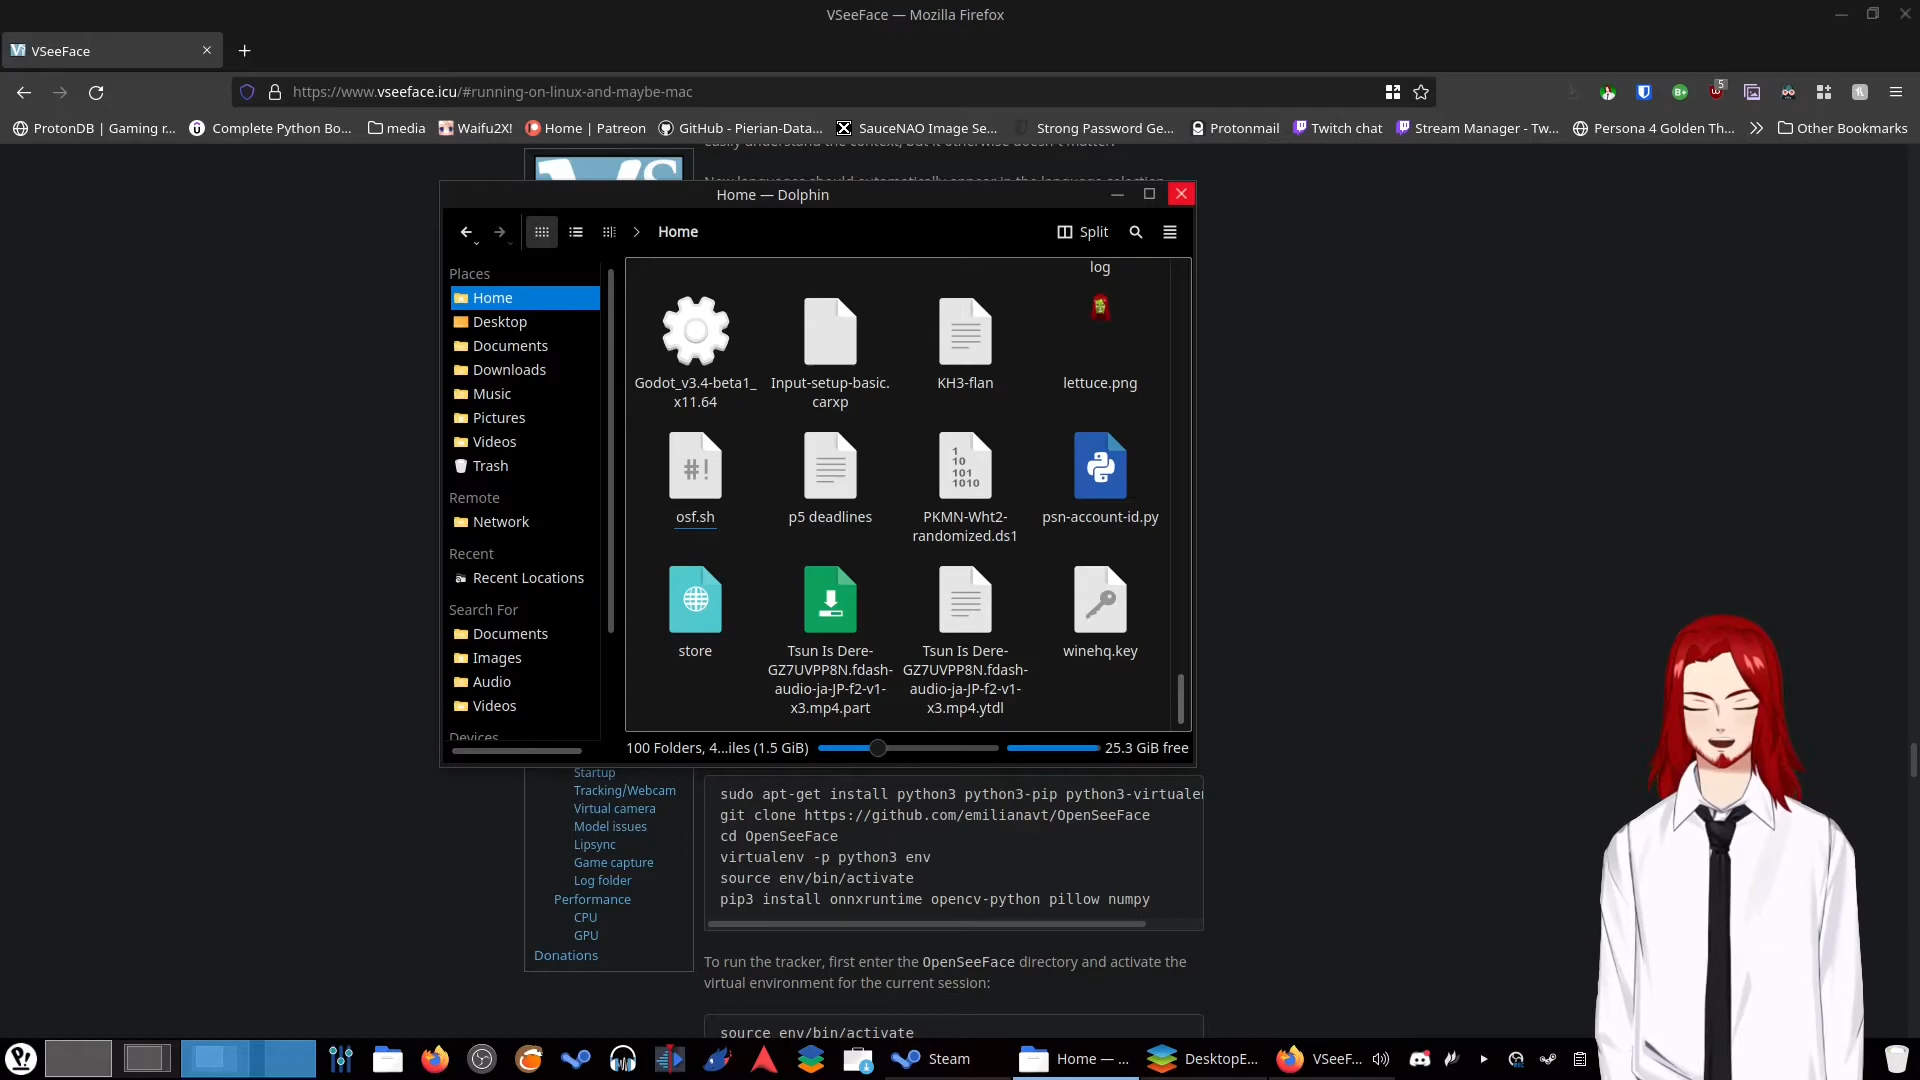 VSeeFace — Mozilla Firefox
VSeeFace
https://www.vseeface.icu/#running-on-linux-and-maybe-mac
5
ProtonDB | Gaming r...
Complete Python Bo...
media
Waifu2X!
Home | Patreon
GitHub - Pierian-Data...
SauceNAO Image Se...
Strong Password Ge...
Protonmail
Twitch chat
Stream Manager - Tw...
Persona 4 Golden Th...
Other Bookmarks
Home — Dolphin
Home
Split
Places
Home
Desktop
Documents
Downloads
Music
Pictures
Videos
Trash
Remote
Network
Recent
Recent Locations
Search For
Documents
Images
Audio
Videos
Devices
log
Godot_v3.4-beta1_
x11.64
Input-setup-basic.
carxp
KH3-flan
lettuce.png
#!
osf.sh
p5 deadlines
1
10
101
1010
PKMN-Wht2-
randomized.ds1
psn-account-id.py
store
Tsun Is Dere-
GZ7UVPP8N.fdash-
audio-ja-JP-f2-v1-
x3.mp4.part
Tsun Is Dere-
GZ7UVPP8N.fdash-
audio-ja-JP-f2-v1-
x3.mp4.ytdl
winehq.key
100 Folders, 4...iles (1.5 GiB)
25.3 GiB free
Startup
Tracking/Webcam
Virtual camera
Model issues
Lipsync
Game capture
Log folder
Performance
CPU
GPU
Donations
sudo apt-get install python3 python3-pip python3-virtualen
git clone https://github.com/emilianavt/OpenSeeFace
cd OpenSeeFace
virtualenv -p python3 env
source env/bin/activate
pip3 install onnxruntime opencv-python pillow numpy
To run the tracker, first enter the OpenSeeFace directory and activate the
virtual environment for the current session:
source env/bin/activate
Steam
Home — ...
DesktopE...
VSeeF...